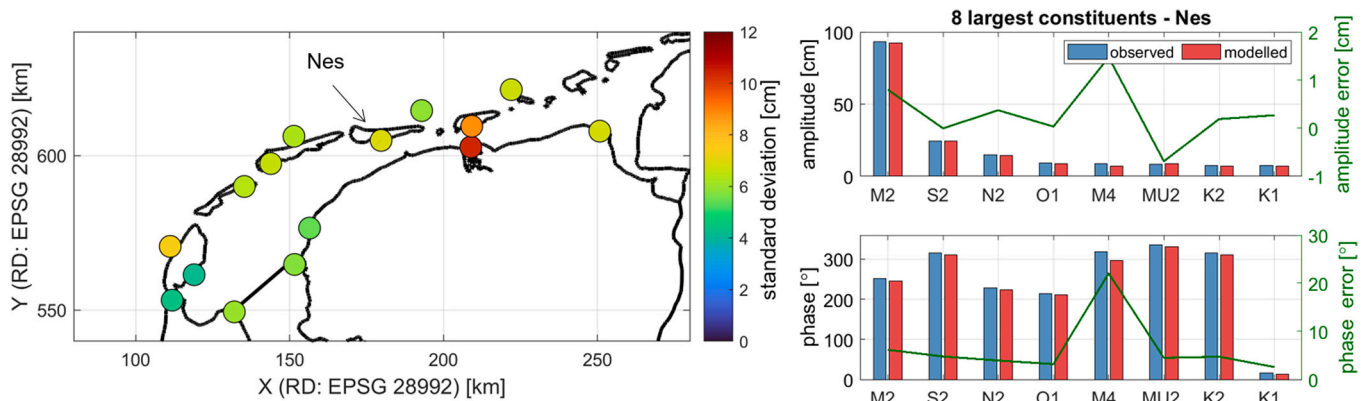 Nes
600
550
Y (RD: EPSG 28992) [km]
100 150 200 250
X (RD: EPSG 28992) [km]
12
10
8
6
4
2
0
standard deviation [cm]
8 largest constituents - Nes
observed modelled
100
50
0
amplitude [cm]
2
1
0
-1
amplitude error [cm]
M2 S2 N2 O1 M4 MU2 K2 K1
300
200
100
0
phase [°]
30
20
10
0
phase error [°]
M2 S2 N2 O1 M4 MU2 K2 K1